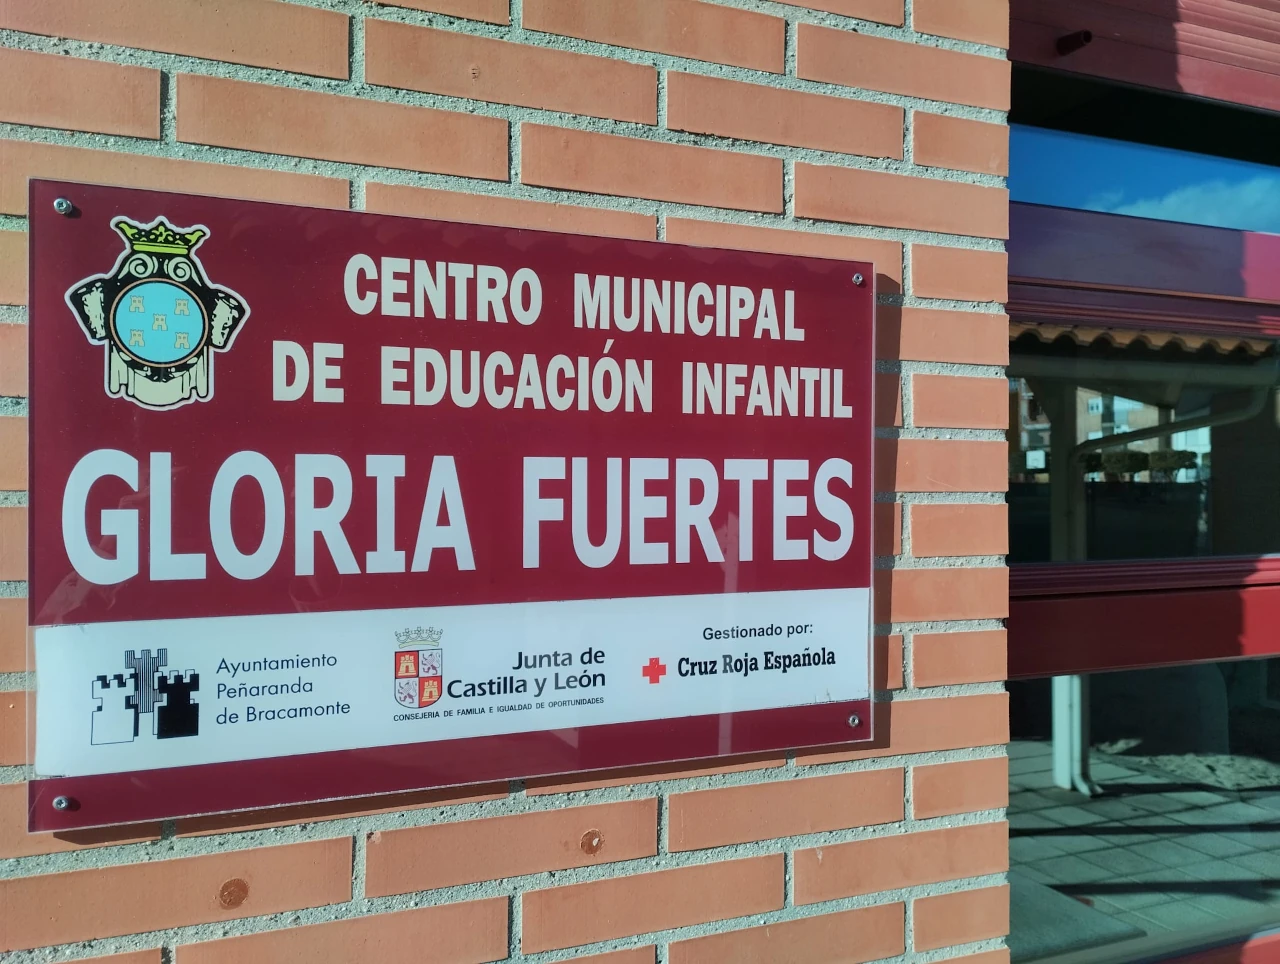 CENTRO MUNICIPAL
DE EDUCACIÓN INFANTIL
GLORIA FUERTES
Ayuntamiento
Peñaranda
de Bracamonte
Junta de
Castilla y León
CONSEJERIA DE FAMILIA E IGUALDAD DE OPORTUNIDADES
Gestionado por:
Cruz Roja Española